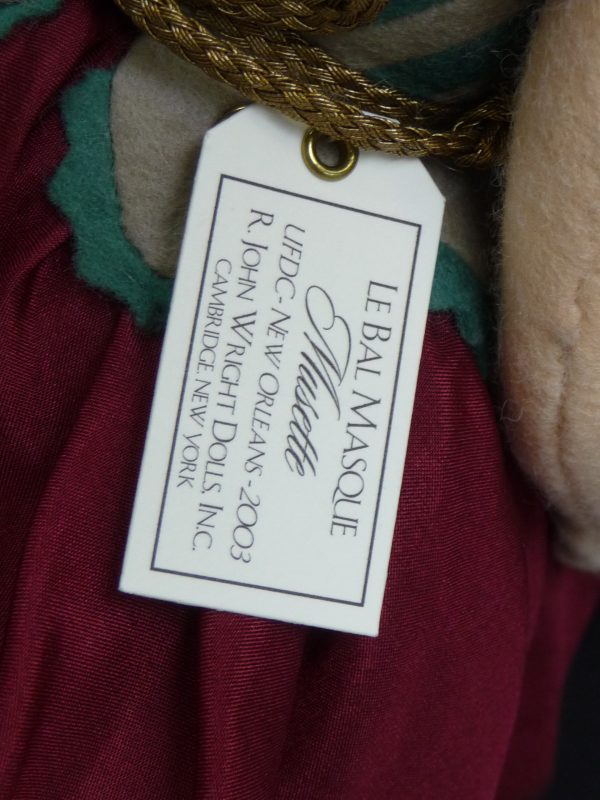 LE BAL MASQUE
Musette
UFDC - NEW ORLEANS - 2003
R. JOHN WRIGHT DOLLS, INC.
CAMBRIDGE, NEW YORK